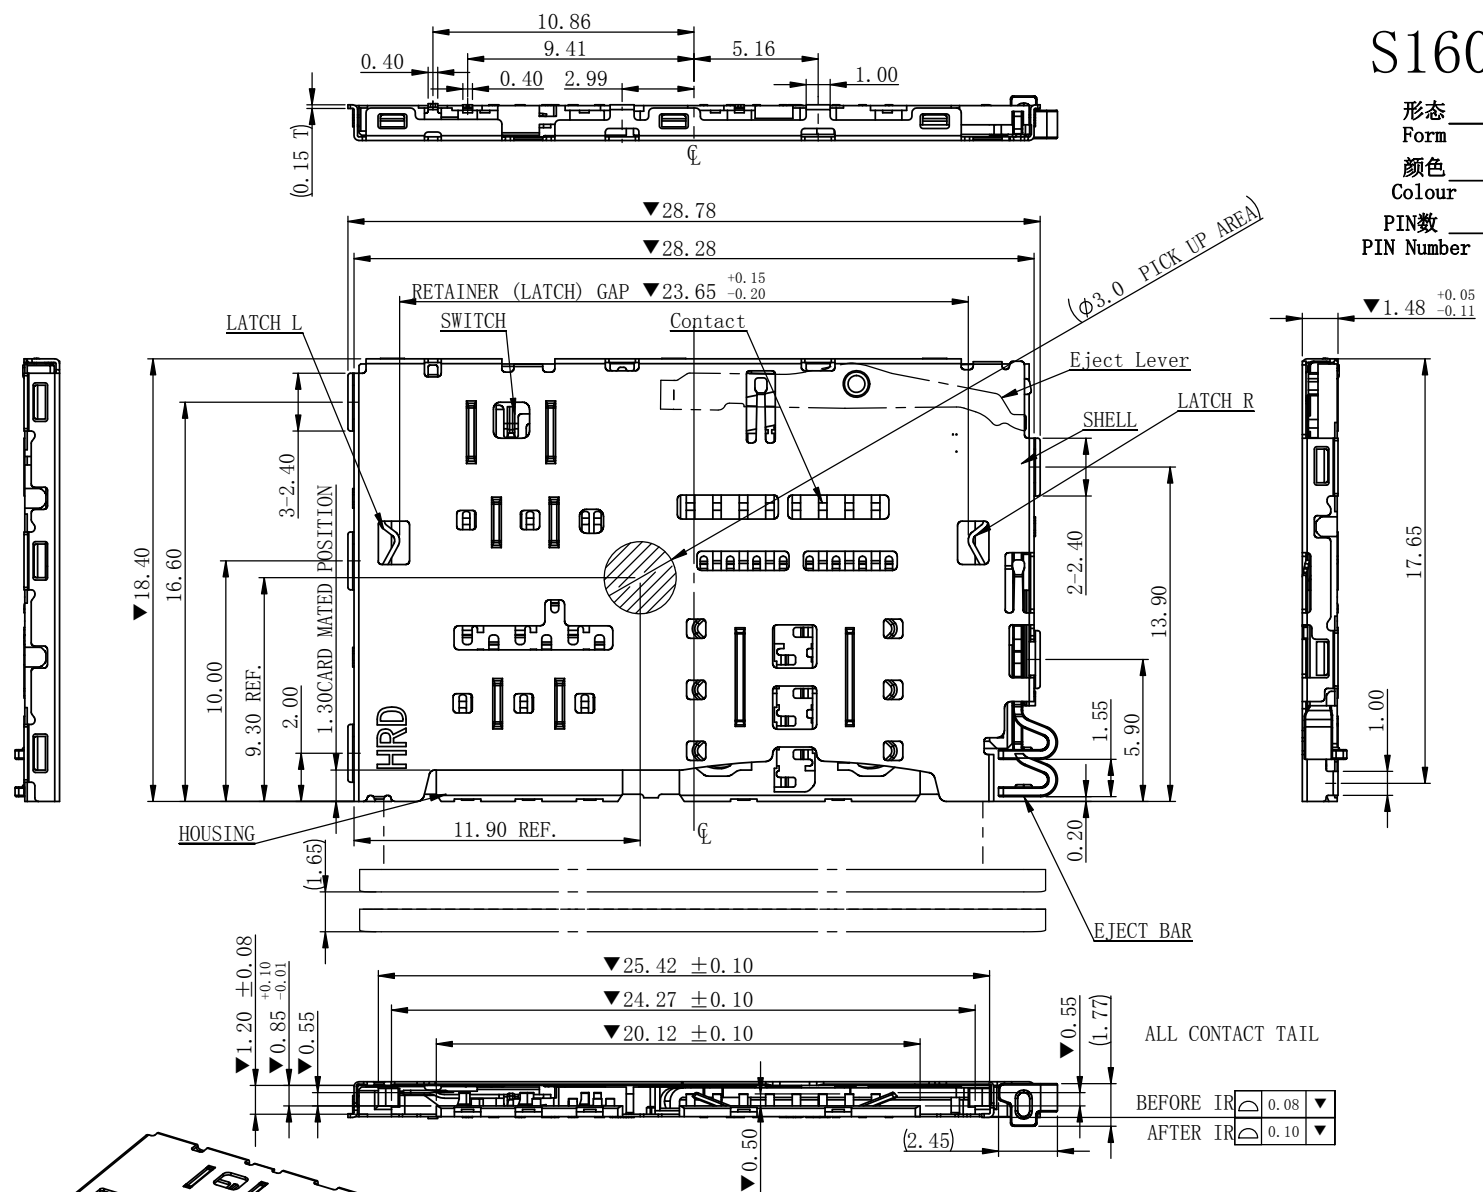 10.86
9.41
5.16
0.40
0.40
2.99
1.00
S160
形态
Form
颜色
Colour
PIN数
PIN Number
(0.15 T)
℄
▼28.78
▼28.28
RETAINER (LATCH) GAP ▼23.65 +0.15 -0.20
(Ø3.0 PICK UP AREA)
▼1.48 +0.05 -0.11
LATCH L
SWITCH
Contact
Eject Lever
LATCH R
SHELL
▼18.40
16.60
3-2.40
10.00
9.30 REF.
2.00
1.30CARD MATED POSITION
HRD
2-2.40
13.90
5.90
1.55
0.20
17.65
1.00
HOUSING
11.90 REF.
℄
(1.65)
EJECT BAR
▼25.42 ±0.10
▼24.27 ±0.10
▼20.12 ±0.10
▼1.20 ±0.08
▼0.85 +0.10 -0.01
▼0.55
▼0.55
(1.77)
ALL CONTACT TAIL
BEFORE IR ⌓ 0.08 ▼
AFTER IR ⌓ 0.10 ▼
(2.45)
▼0.50